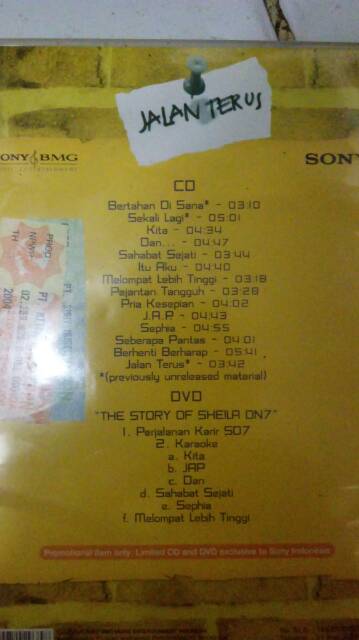 JALAN TERUS
SONY BMG
SONY
CD
Bertahan Di Sana* - 03:10
Sekali Lagi* - 05:01
Kita - 04:34
Dan... - 04:47
Sahabat Sejati - 03:44
Itu Aku - 04:40
Melompat Lebih Tinggi - 03:18
Pejantan Tangguh - 03:28
Pria Kesepian - 04:02
J.A.P - 04:43
Sephia - 04:55
Seberapa Pantas - 04:01
Berhenti Berharap - 05:41
Jalan Terus* - 03:42
*(previously unreleased material)
DVD
"THE STORY OF SHEILA ON7"
1. Perjalanan Karir SO7
2. Karaoke
a. Kita
b. JAP
c. Dan
d. Sahabat Sejati
e. Sephia
f. Melompat Lebih Tinggi
Promotional item only: Limited CD and DVD exclusive to Sony Indonesia